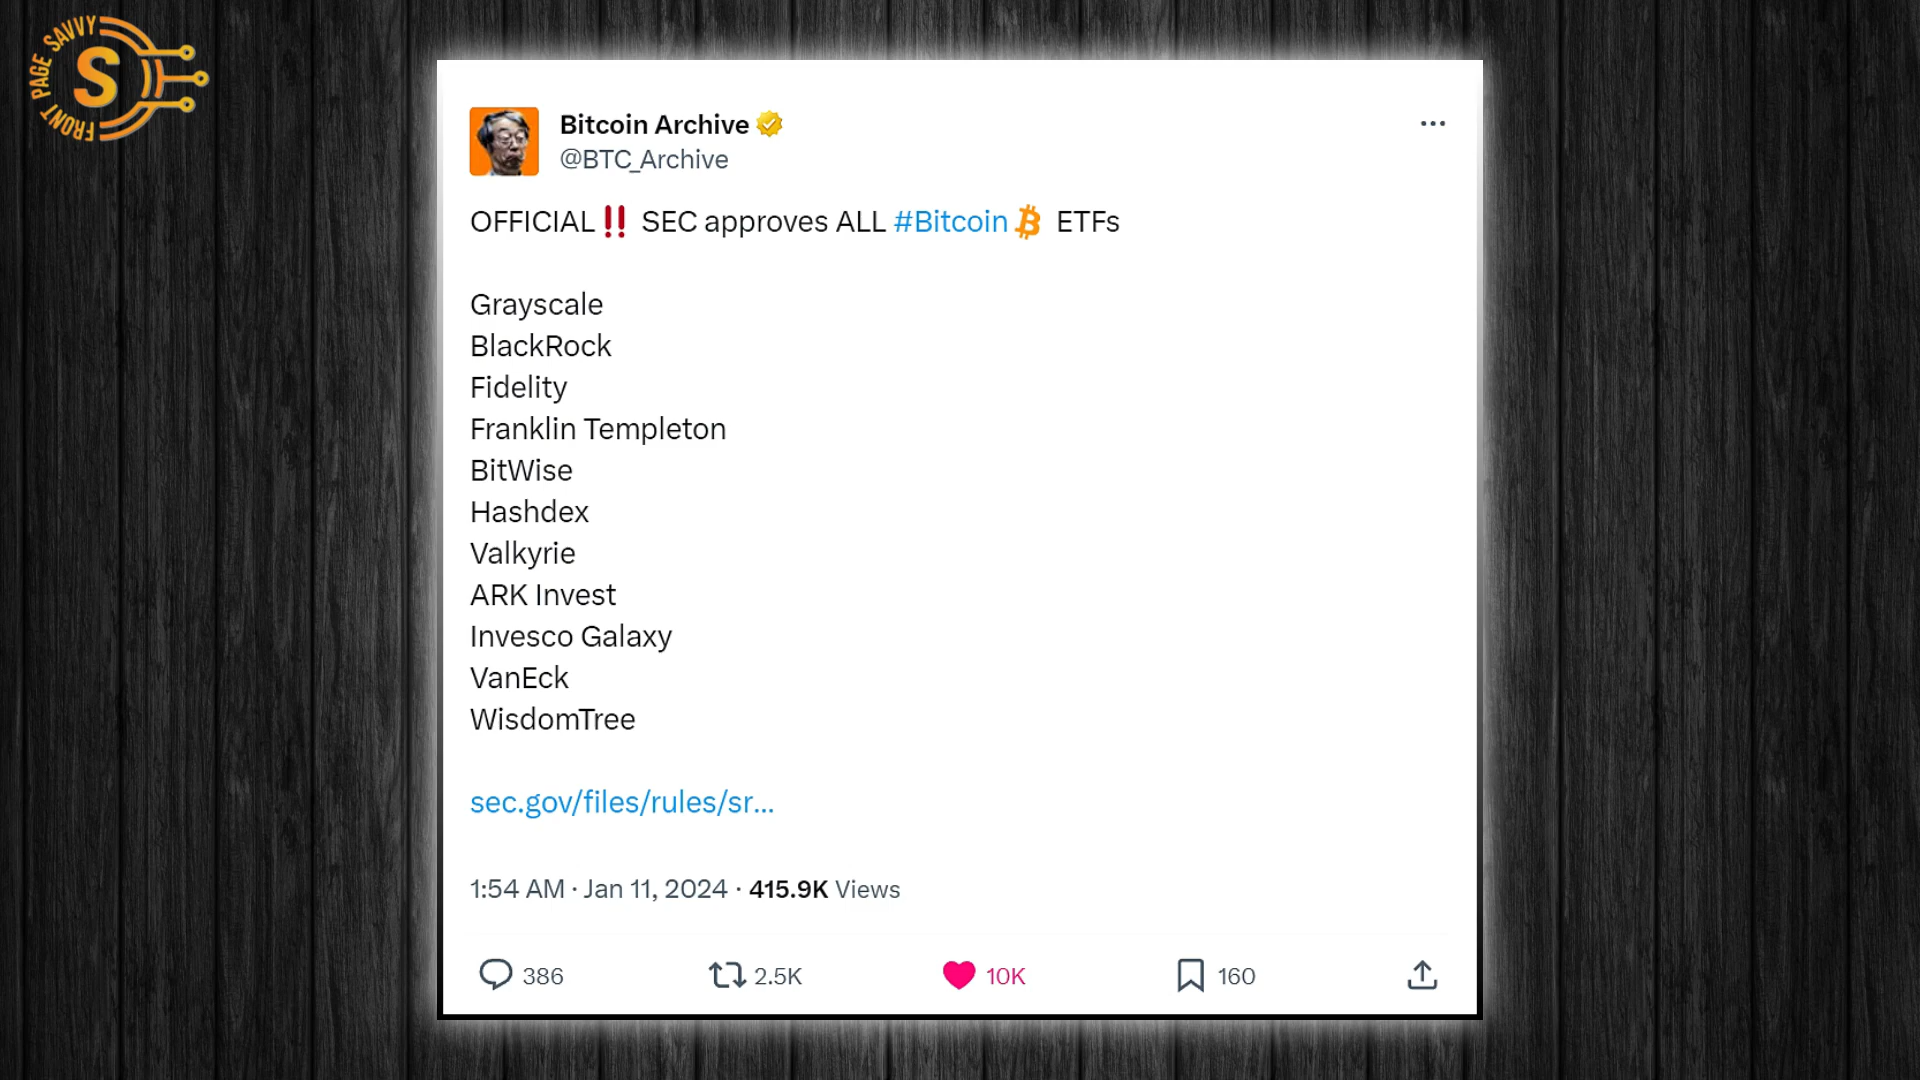 FRONT PAGE SAVVY
S
Bitcoin Archive
@BTC_Archive
OFFICIAL‼️ SEC approves ALL #Bitcoin ETFs
Grayscale
BlackRock
Fidelity
Franklin Templeton
BitWise
Hashdex
Valkyrie
ARK Invest
Invesco Galaxy
VanEck
WisdomTree
sec.gov/files/rules/sr...
1:54 AM · Jan 11, 2024 · 415.9K Views
386 2.5K 10K 160